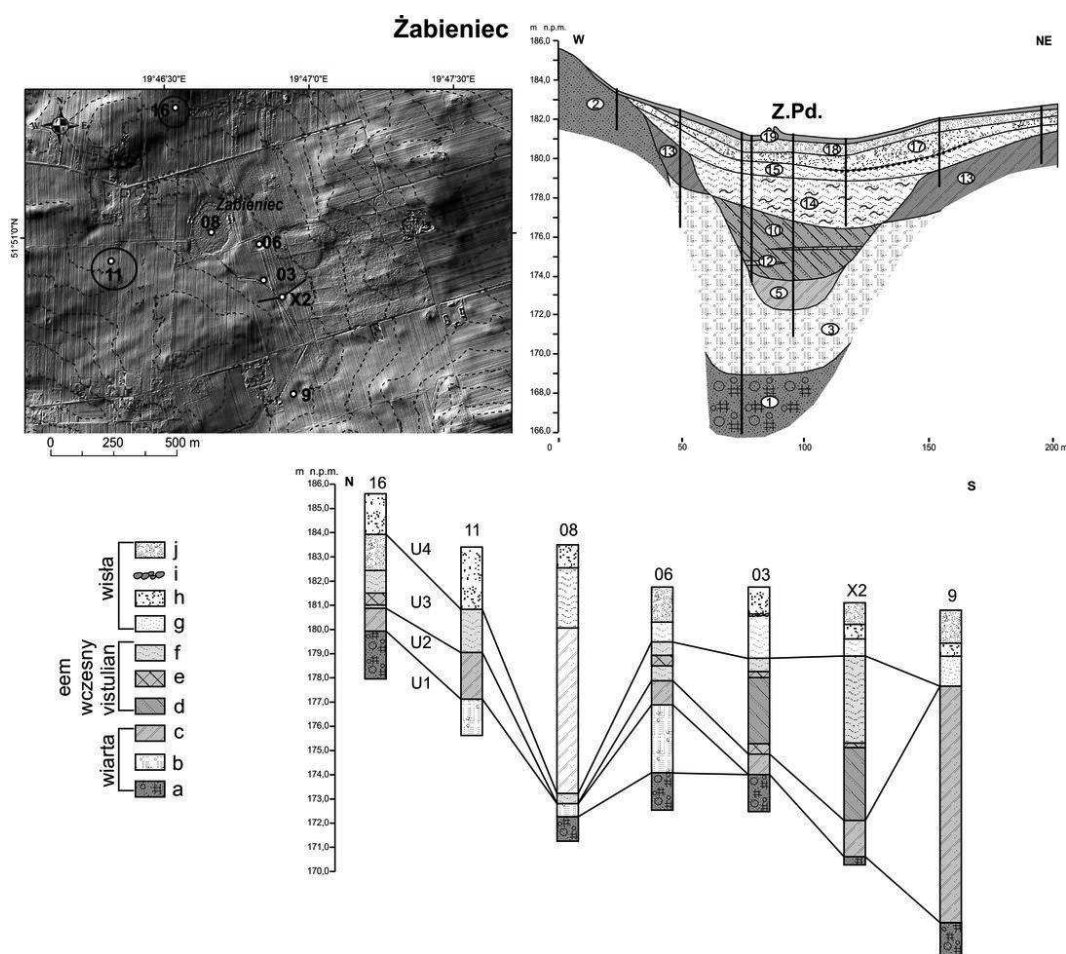 Żabieniec
19°46'30 19°47'0 19°47'30
51°51'0"N
16
Żabieniec
08
06
11
03
X2
9
0 250 500 m
m n.p.m.
W NE
Z.Pd.
186,0
184,0
182,0
180,0
178,0
176,0
174,0
172,0
170,0
168,0
166,0
2
19
18
17
13
15
13
14
10
12
5
3
1
0 50 100 150 200 m
m n.p.m.
N S
186,0
185,0
184,0
183,0
182,0
181,0
180,0
179,0
178,0
177,0
176,0
175,0
174,0
173,0
172,0
171,0
170,0
16 11 08 06 03 X2 9
U4
U3
U2
U1
wisła
j
i
h
g
eem
wczesny
vistulian
f
e
d
wiarta
c
b
a